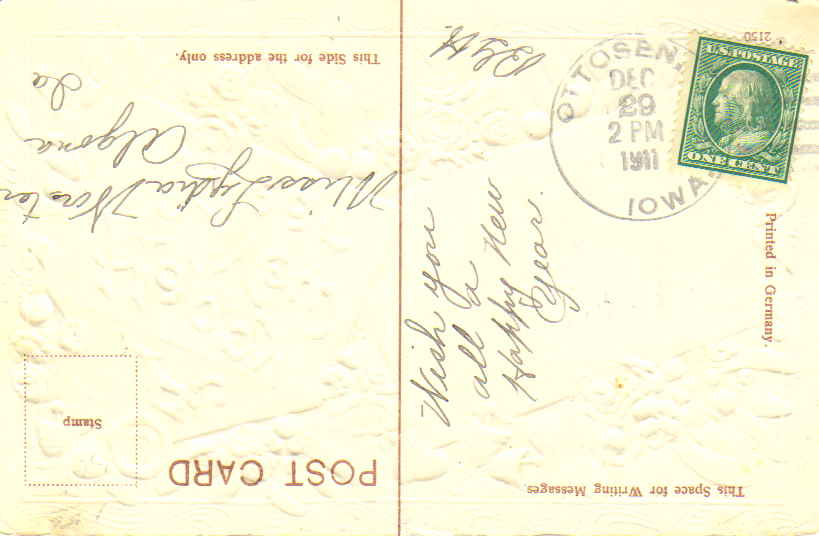 POST CARD
This Space for Writing Messages.
This Side for the address only.
Stamp
Miss Lydia Norton
Algona
Ia
Wish you
all a
Happy New
Year.
OTTOSEN,
DEC
29
2 PM
1911
IOWA.
U.S. POSTAGE
ONE CENT
2150
Printed in Germany.